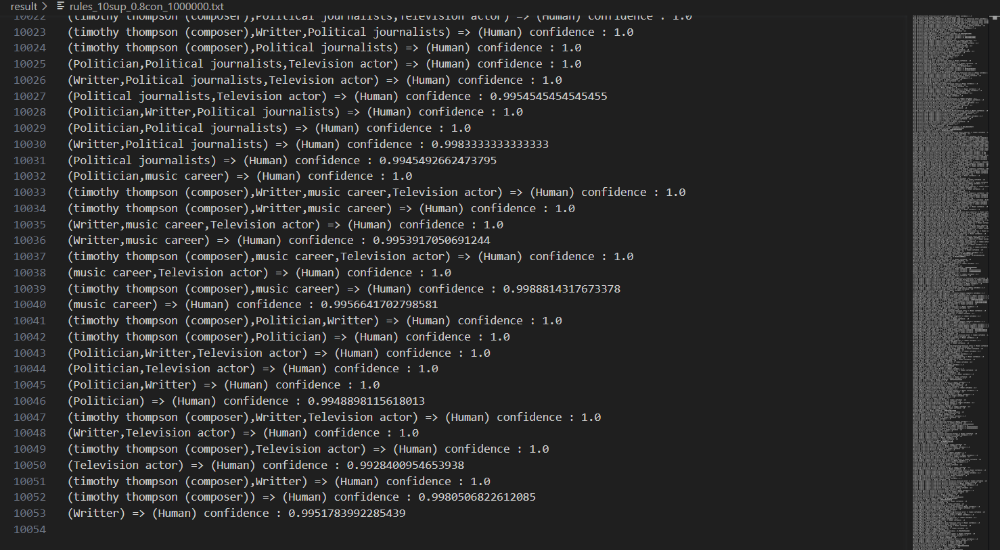 result > rules_10sup_0.8con_1000000.txt
10022 (timothy thompson (composer),Political journalists,Television actor) => (Human) confidence : 1.0
10023 (timothy thompson (composer),Writter,Political journalists) => (Human) confidence : 1.0
10024 (timothy thompson (composer),Political journalists) => (Human) confidence : 1.0
10025 (Politician,Political journalists,Television actor) => (Human) confidence : 1.0
10026 (Writter,Political journalists,Television actor) => (Human) confidence : 1.0
10027 (Political journalists,Television actor) => (Human) confidence : 0.9954545454545455
10028 (Politician,Writter,Political journalists) => (Human) confidence : 1.0
10029 (Politician,Political journalists) => (Human) confidence : 1.0
10030 (Writter,Political journalists) => (Human) confidence : 0.9983333333333333
10031 (Political journalists) => (Human) confidence : 0.9945492662473795
10032 (Politician,music career) => (Human) confidence : 1.0
10033 (timothy thompson (composer),Writter,music career,Television actor) => (Human) confidence : 1.0
10034 (timothy thompson (composer),Writter,music career) => (Human) confidence : 1.0
10035 (Writter,music career,Television actor) => (Human) confidence : 1.0
10036 (Writter,music career) => (Human) confidence : 0.9953917050691244
10037 (timothy thompson (composer),music career,Television actor) => (Human) confidence : 1.0
10038 (music career,Television actor) => (Human) confidence : 1.0
10039 (timothy thompson (composer),music career) => (Human) confidence : 0.9988814317673378
10040 (music career) => (Human) confidence : 0.9956641702798581
10041 (timothy thompson (composer),Politician,Writter) => (Human) confidence : 1.0
10042 (timothy thompson (composer),Politician) => (Human) confidence : 1.0
10043 (Politician,Writter,Television actor) => (Human) confidence : 1.0
10044 (Politician,Television actor) => (Human) confidence : 1.0
10045 (Politician,Writter) => (Human) confidence : 1.0
10046 (Politician) => (Human) confidence : 0.9948898115618013
10047 (timothy thompson (composer),Writter,Television actor) => (Human) confidence : 1.0
10048 (Writter,Television actor) => (Human) confidence : 1.0
10049 (timothy thompson (composer),Television actor) => (Human) confidence : 1.0
10050 (Television actor) => (Human) confidence : 0.9928400954653938
10051 (timothy thompson (composer),Writter) => (Human) confidence : 1.0
10052 (timothy thompson (composer)) => (Human) confidence : 0.9980506822612085
10053 (Writter) => (Human) confidence : 0.9951783992285439
10054